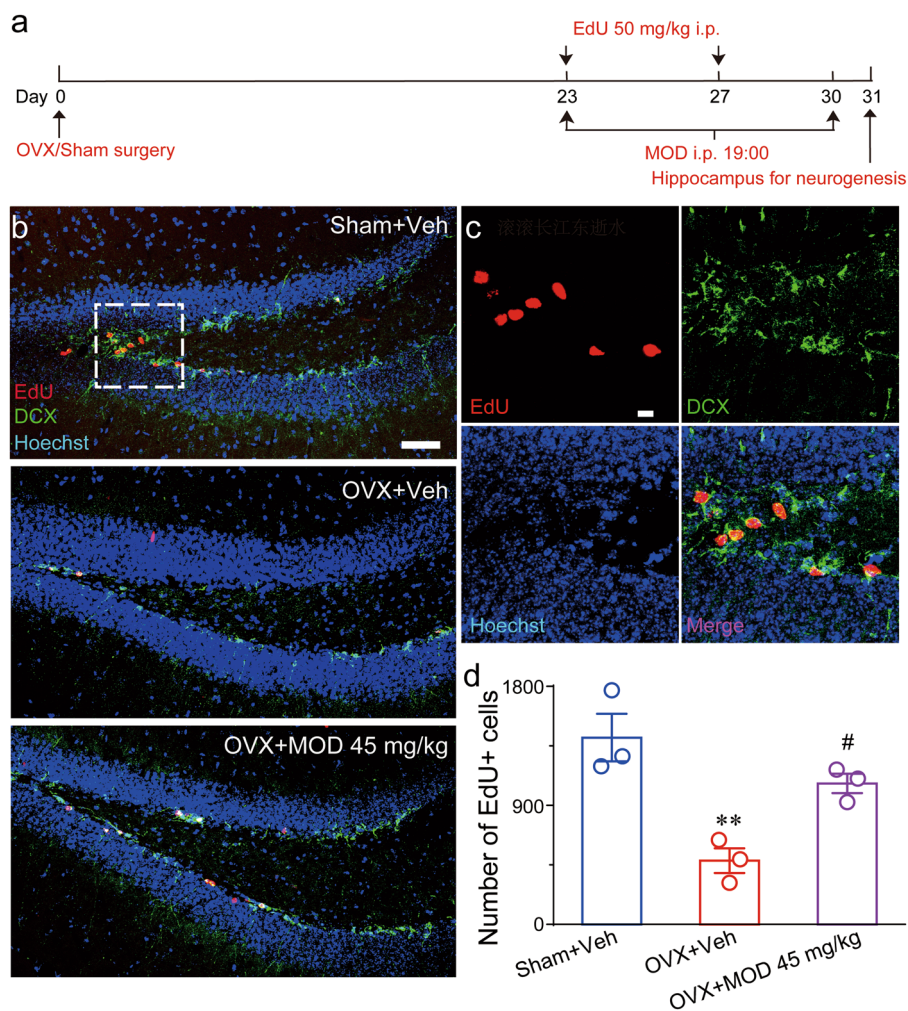 a
EdU 50 mg/kg i.p.
Day 0 23 27 30 31
OVX/Sham surgery
MOD i.p. 19:00
Hippocampus for neurogenesis
b
Sham+Veh
EdU
DCX
Hoechst
OVX+Veh
OVX+MOD 45 mg/kg
c
滚滚长江东逝水
EdU
DCX
Hoechst
Merge
d
Number of EdU+ cells
1800
900
0
**
#
Sham+Veh
OVX+Veh
OVX+MOD 45 mg/kg